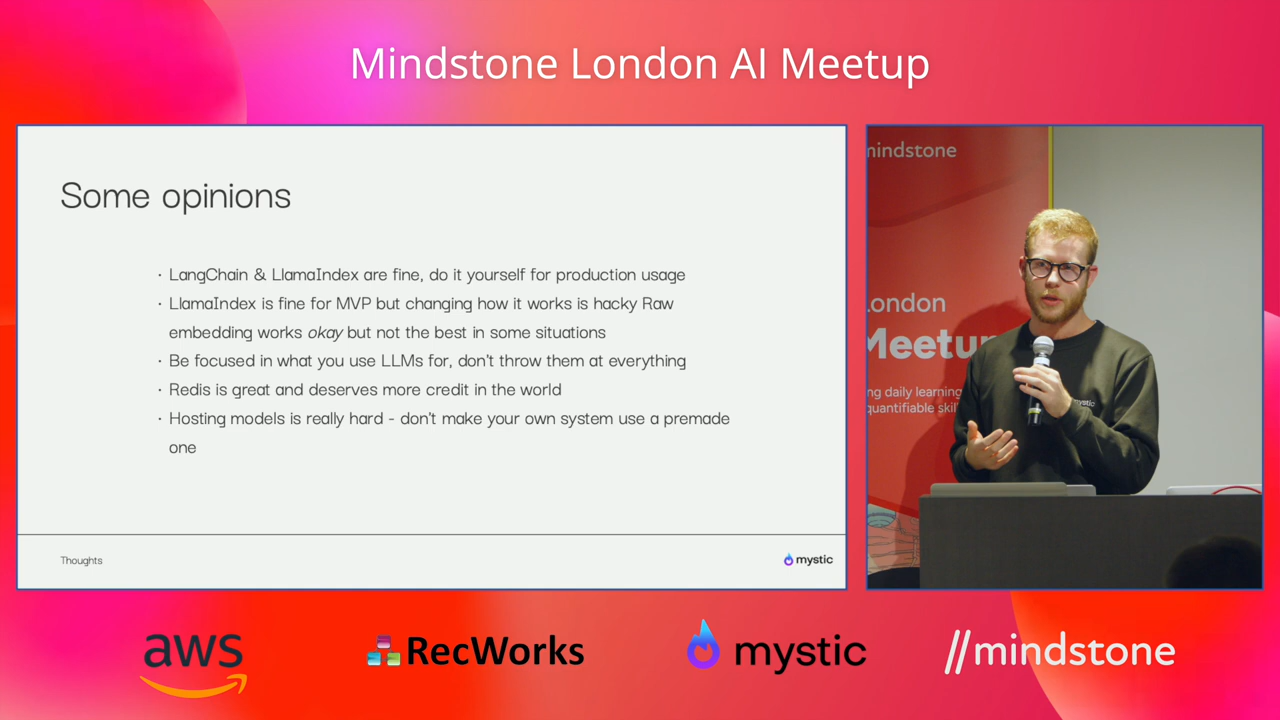 Mindstone London AI Meetup
Some opinions
· LangChain & LlamaIndex are fine, do it yourself for production usage
· LlamaIndex is fine for MVP but changing how it works is hacky Raw
embedding works okay but not the best in some situations
· Be focused in what you use LLMs for, don't throw them at everything
· Redis is great and deserves more credit in the world
· Hosting models is really hard - don't make your own system use a premade
one
Thoughts
mystic
mindstone
London
Meetup
ng daily learning
quantifiable skil
mystic
aws
RecWorks
mystic
//mindstone